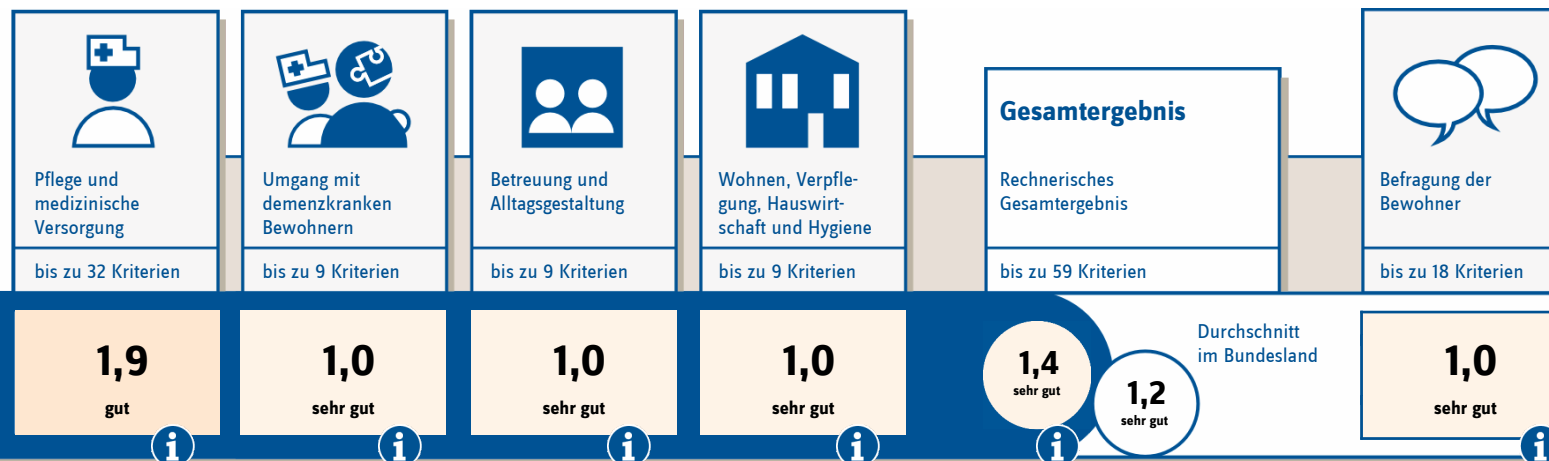 Pflege und
medizinische
Versorgung
bis zu 32 Kriterien
1,9
gut
Umgang mit
demenzkranken
Bewohnern
bis zu 9 Kriterien
1,0
sehr gut
Betreuung und
Alltagsgestaltung
bis zu 9 Kriterien
1,0
sehr gut
Wohnen, Verpfle-
gung, Hauswirt-
schaft und Hygiene
bis zu 9 Kriterien
1,0
sehr gut
Gesamtergebnis
Rechnerisches
Gesamtergebnis
bis zu 59 Kriterien
1,4
sehr gut
1,2
sehr gut
Durchschnitt
im Bundesland
Befragung der
Bewohner
bis zu 18 Kriterien
1,0
sehr gut